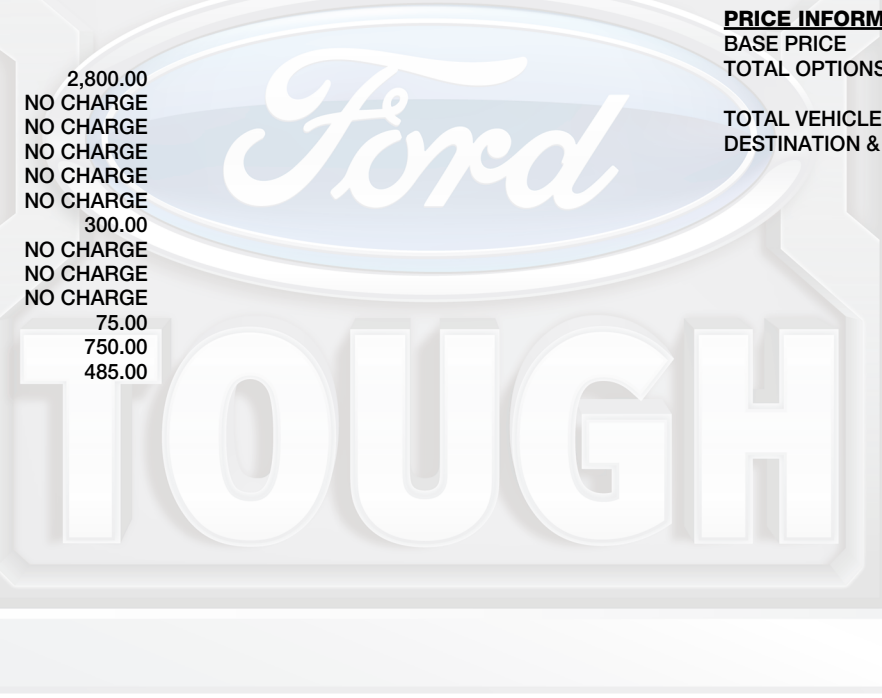 2,800.00
NO CHARGE
NO CHARGE
NO CHARGE
NO CHARGE
NO CHARGE
300.00
NO CHARGE
NO CHARGE
NO CHARGE
75.00
750.00
485.00
PRICE INFORM
BASE PRICE
TOTAL OPTIONS
TOTAL VEHICLE
DESTINATION &
Ford
TOUGH